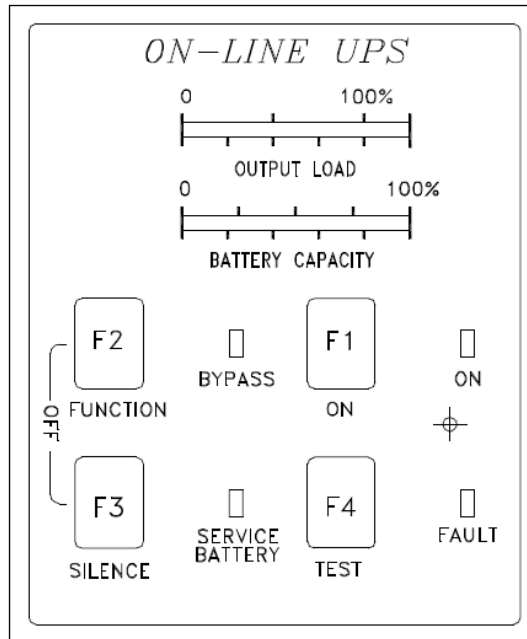 ON-LINE UPS
0 100%
OUTPUT LOAD
0 100%
BATTERY CAPACITY
F2 F1
BYPASS ON
FUNCTION ON
OFF
F3 F4
SERVICE
BATTERY
FAULT
SILENCE TEST